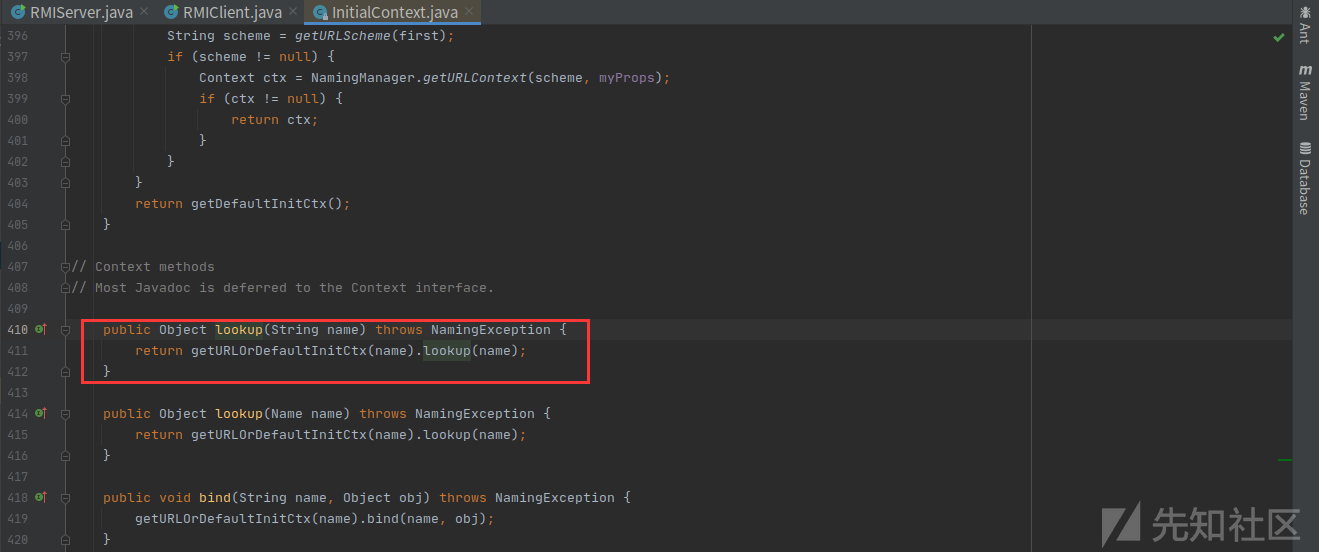 RMIServer.java × RMIClient.java × InitialContext.java ×
396 String scheme = getURLScheme(first);
397 if (scheme != null) {
398 Context ctx = NamingManager.getURLContext(scheme, myProps);
399 if (ctx != null) {
400 return ctx;
401 }
402 }
403 }
404 return getDefaultInitCtx();
405 }
406
407 // Context methods
408 // Most Javadoc is deferred to the Context interface.
409
410 public Object lookup(String name) throws NamingException {
411 return getURLOrDefaultInitCtx(name).lookup(name);
412 }
413
414 public Object lookup(Name name) throws NamingException {
415 return getURLOrDefaultInitCtx(name).lookup(name);
416 }
417
418 public void bind(String name, Object obj) throws NamingException {
419 getURLOrDefaultInitCtx(name).bind(name, obj);
420 }
Ant
m Maven
Database
先知社区